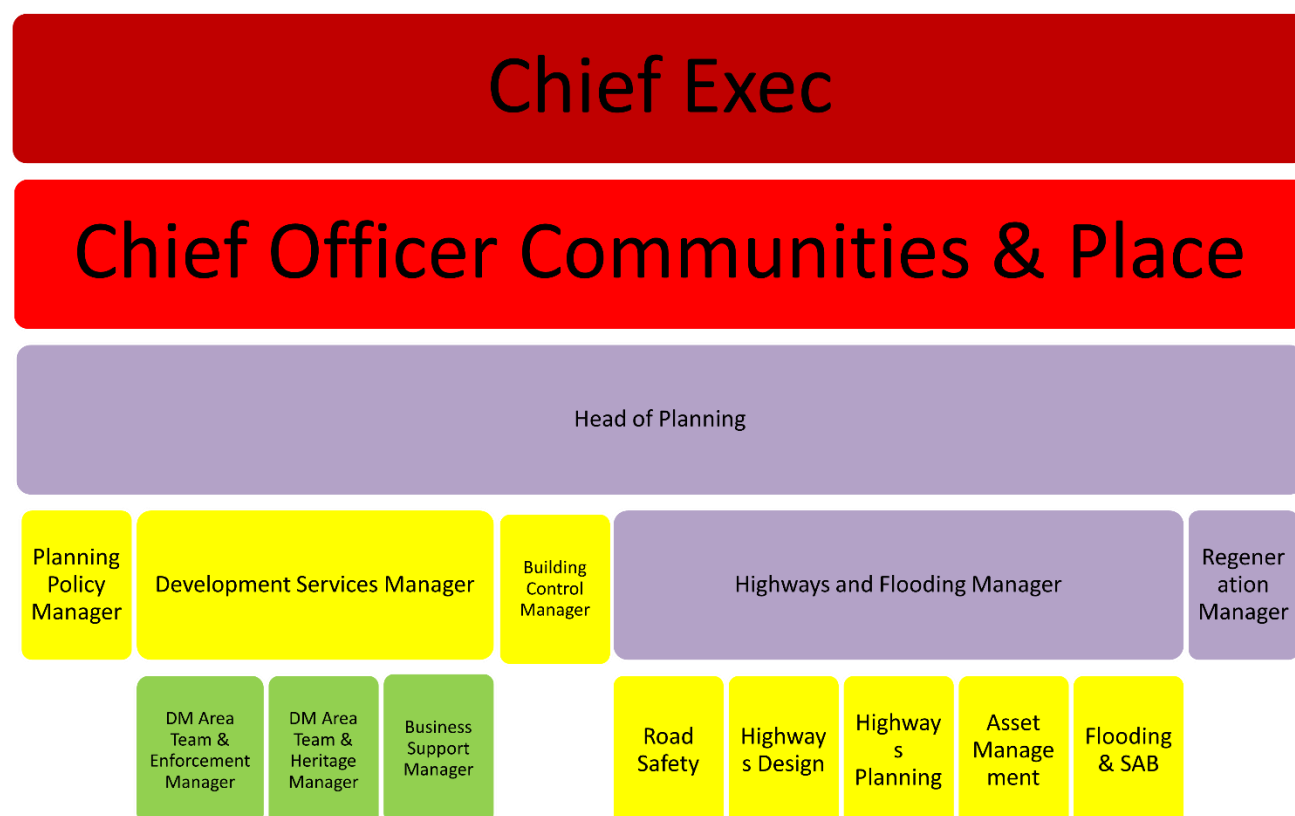 Chief Exec
Chief Officer Communities & Place
Head of Planning
Planning
Policy
Manager
Development Services Manager
Building
Control
Manager
Highways and Flooding Manager
Regener
ation
Manager
DM Area
Team &
Enforcement
Manager
DM Area
Team &
Heritage
Manager
Business
Support
Manager
Road
Safety
Highway
s Design
Highway
s
Planning
Asset
Manage
ment
Flooding
& SAB